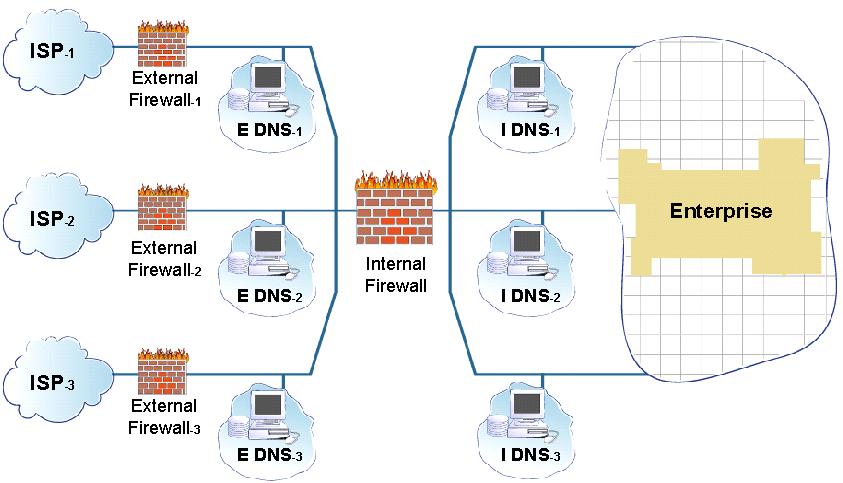 ISP-1
External
Firewall-1
E DNS-1
I DNS-1
ISP-2
External
Firewall-2
E DNS-2
Internal
Firewall
I DNS-2
Enterprise
ISP-3
External
Firewall-3
E DNS-3
I DNS-3